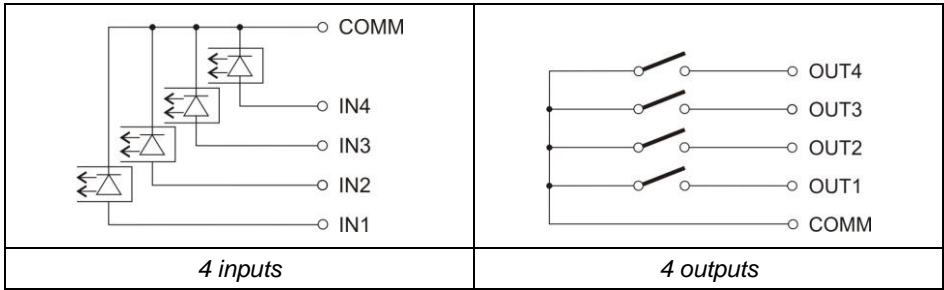 COMM
IN4
IN3
IN2
IN1
4 inputs
OUT4
OUT3
OUT2
OUT1
COMM
4 outputs